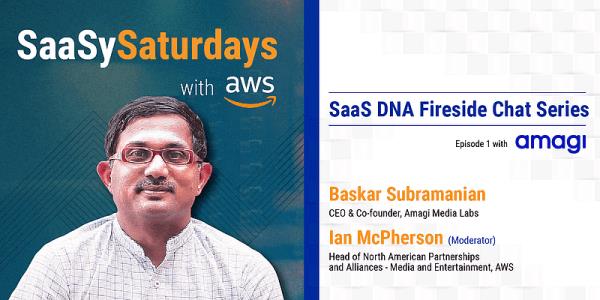 SaaSySaturdays
with aws
SaaS DNA Fireside Chat Series
Episode 1 with amagi
Baskar Subramanian
CEO & Co-founder, Amagi Media Labs
Ian McPherson (Moderator)
Head of North American Partnerships
and Alliances - Media and Entertainment, AWS